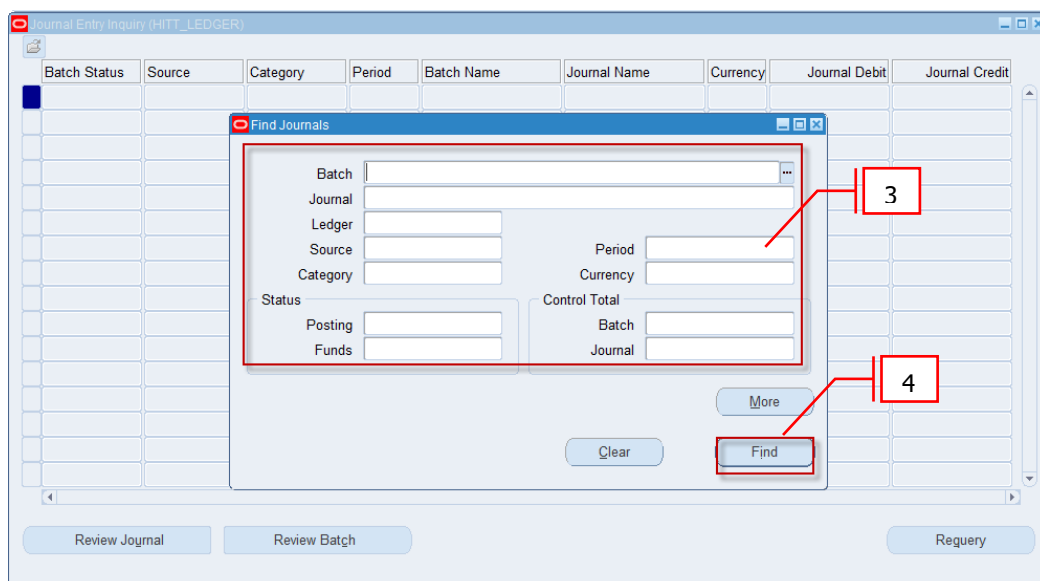 Journal Entry Inquiry (HITT_LEDGER)
Batch Status Source Category Period Batch Name Journal Name Currency Journal Debit Journal Credit
Find Journals
Batch
Journal
3
Ledger
Source Period
Category Currency
Status Control Total
Posting Batch
Funds Journal
4
More
Clear Find
Review Journal Review Batch Requery